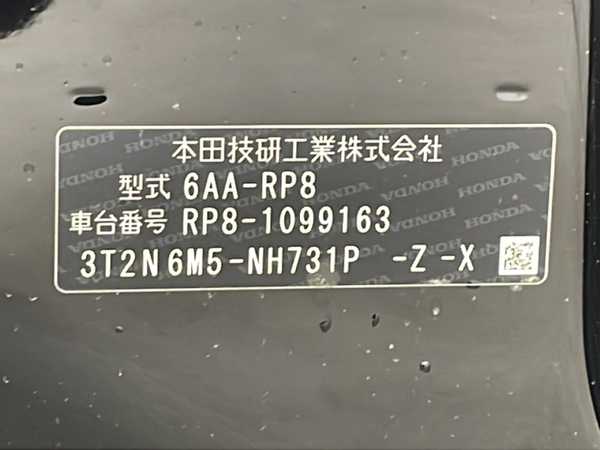 本田技研工業株式会社
型式 6AA-RP8
車台番号 RP8-1099163
3T2N6M5-NH731P -Z-X